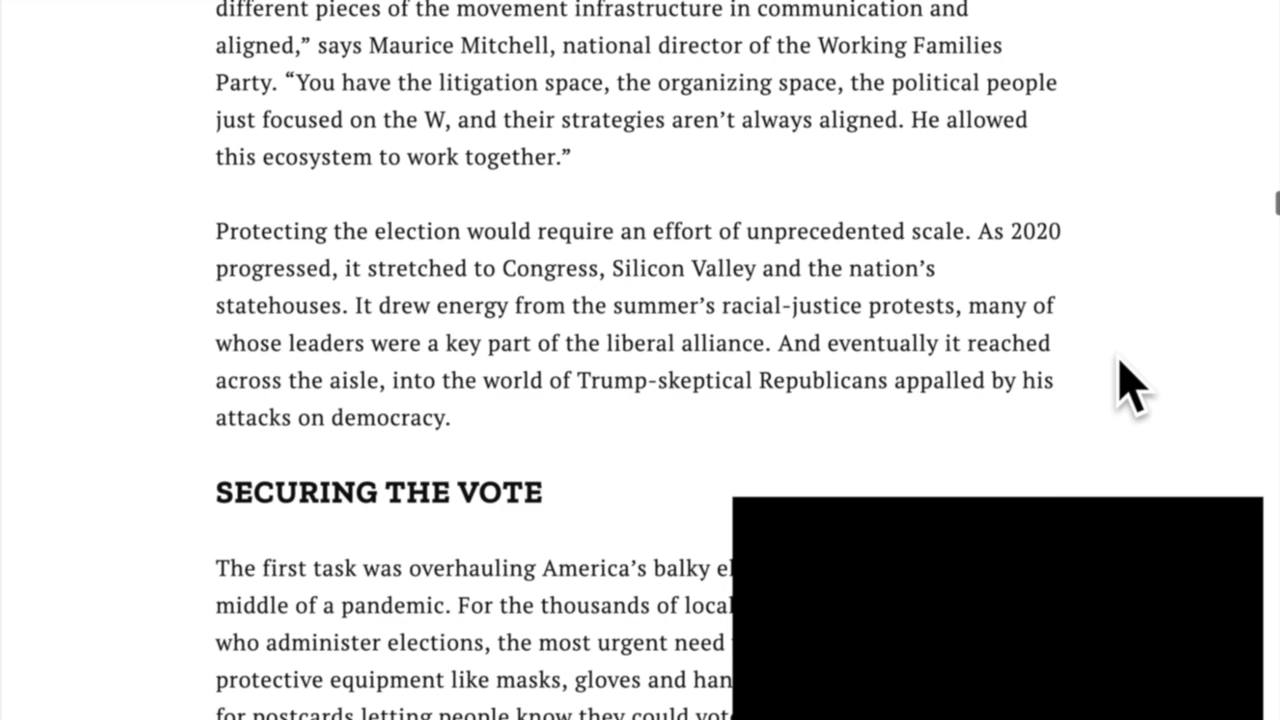 different pieces of the movement infrastructure in communication and
aligned,” says Maurice Mitchell, national director of the Working Families
Party. “You have the litigation space, the organizing space, the political people
just focused on the W, and their strategies aren’t always aligned. He allowed
this ecosystem to work together.”
Protecting the election would require an effort of unprecedented scale. As 2020
progressed, it stretched to Congress, Silicon Valley and the nation’s
statehouses. It drew energy from the summer’s racial-justice protests, many of
whose leaders were a key part of the liberal alliance. And eventually it reached
across the aisle, into the world of Trump-skeptical Republicans appalled by his
attacks on democracy.
SECURING THE VOTE
The first task was overhauling America’s balky
middle of a pandemic. For the thousands of local
who administer elections, the most urgent need
protective equipment like masks, gloves and
for postcards letting people know they could